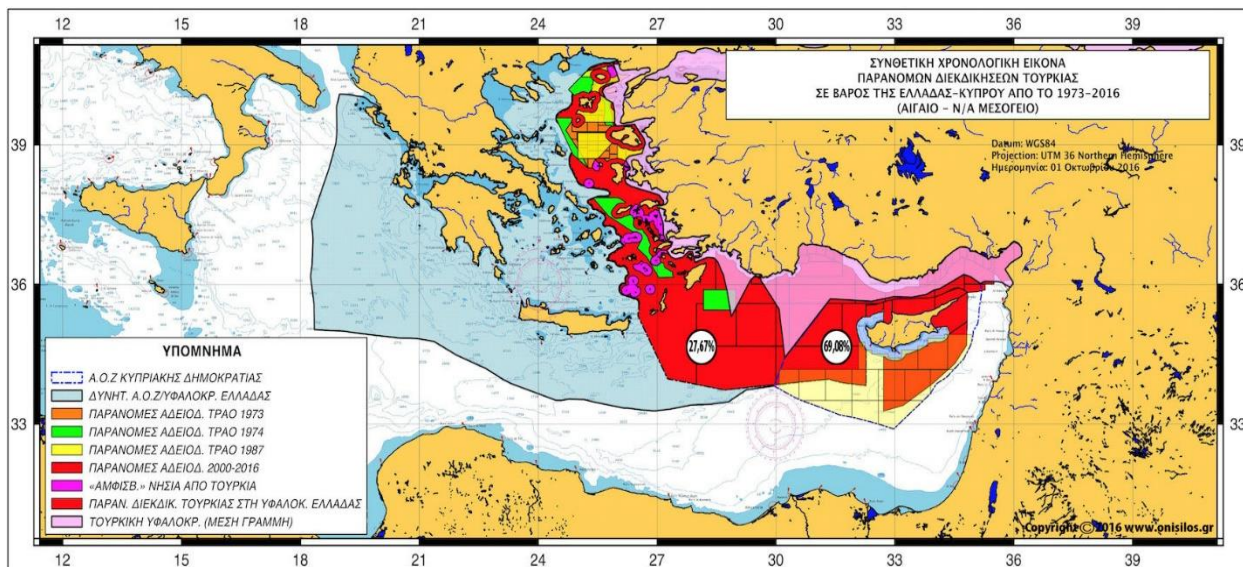 12 15 18 21 24 27 30 33 36 39
ΣΥΝΘΕΤΙΚΗ ΧΡΟΝΟΛΟΓΙΚΗ ΕΙΚΟΝΑ
ΠΑΡΑΝΟΜΩΝ ΔΙΕΚΔΙΚΗΣΕΩΝ ΤΟΥΡΚΙΑΣ
ΣΕ ΒΑΡΟΣ ΤΗΣ ΕΛΛΑΔΑΣ-ΚΥΠΡΟΥ ΑΠΟ ΤΟ 1973-2016
(ΑΙΓΑΙΟ - Ν/Α ΜΕΣΟΓΕΙΟ)
39 39
Datum: WGS84
Projection: UTM 36 Northern Hemisphere
Ημερομηνία: 01 Οκτωβρίου 2016
36 36
27,67% 69,08%
33 33
ΥΠΟΜΝΗΜΑ
Α.Ο.Ζ ΚΥΠΡΙΑΚΗΣ ΔΗΜΟΚΡΑΤΙΑΣ
ΔΥΝΗΤ. Α.Ο.Ζ/ΥΦΑΛΟΚΡ. ΕΛΛΑΔΑΣ
ΠΑΡΑΝΟΜΕΣ ΑΔΕΙΟΔ. ΤΡΑΟ 1973
ΠΑΡΑΝΟΜΕΣ ΑΔΕΙΟΔ. ΤΡΑΟ 1974
ΠΑΡΑΝΟΜΕΣ ΑΔΕΙΟΔ. ΤΡΑΟ 1987
ΠΑΡΑΝΟΜΕΣ ΑΔΕΙΟΔ. 2000-2016
«ΑΜΦΙΣΒ.» ΝΗΣΙΑ ΑΠΟ ΤΟΥΡΚΙΑ
ΠΑΡΑΝ. ΔΙΕΚΔΙΚ. ΤΟΥΡΚΙΑΣ ΣΤΗ ΥΦΑΛΟΚ. ΕΛΛΑΔΑΣ
ΤΟΥΡΚΙΚΗ ΥΦΑΛΟΚΡ. (ΜΕΣΗ ΓΡΑΜΜΗ)
Copyright © 2016 www.onisilos.gr
12 15 18 21 24 27 30 33 36 39